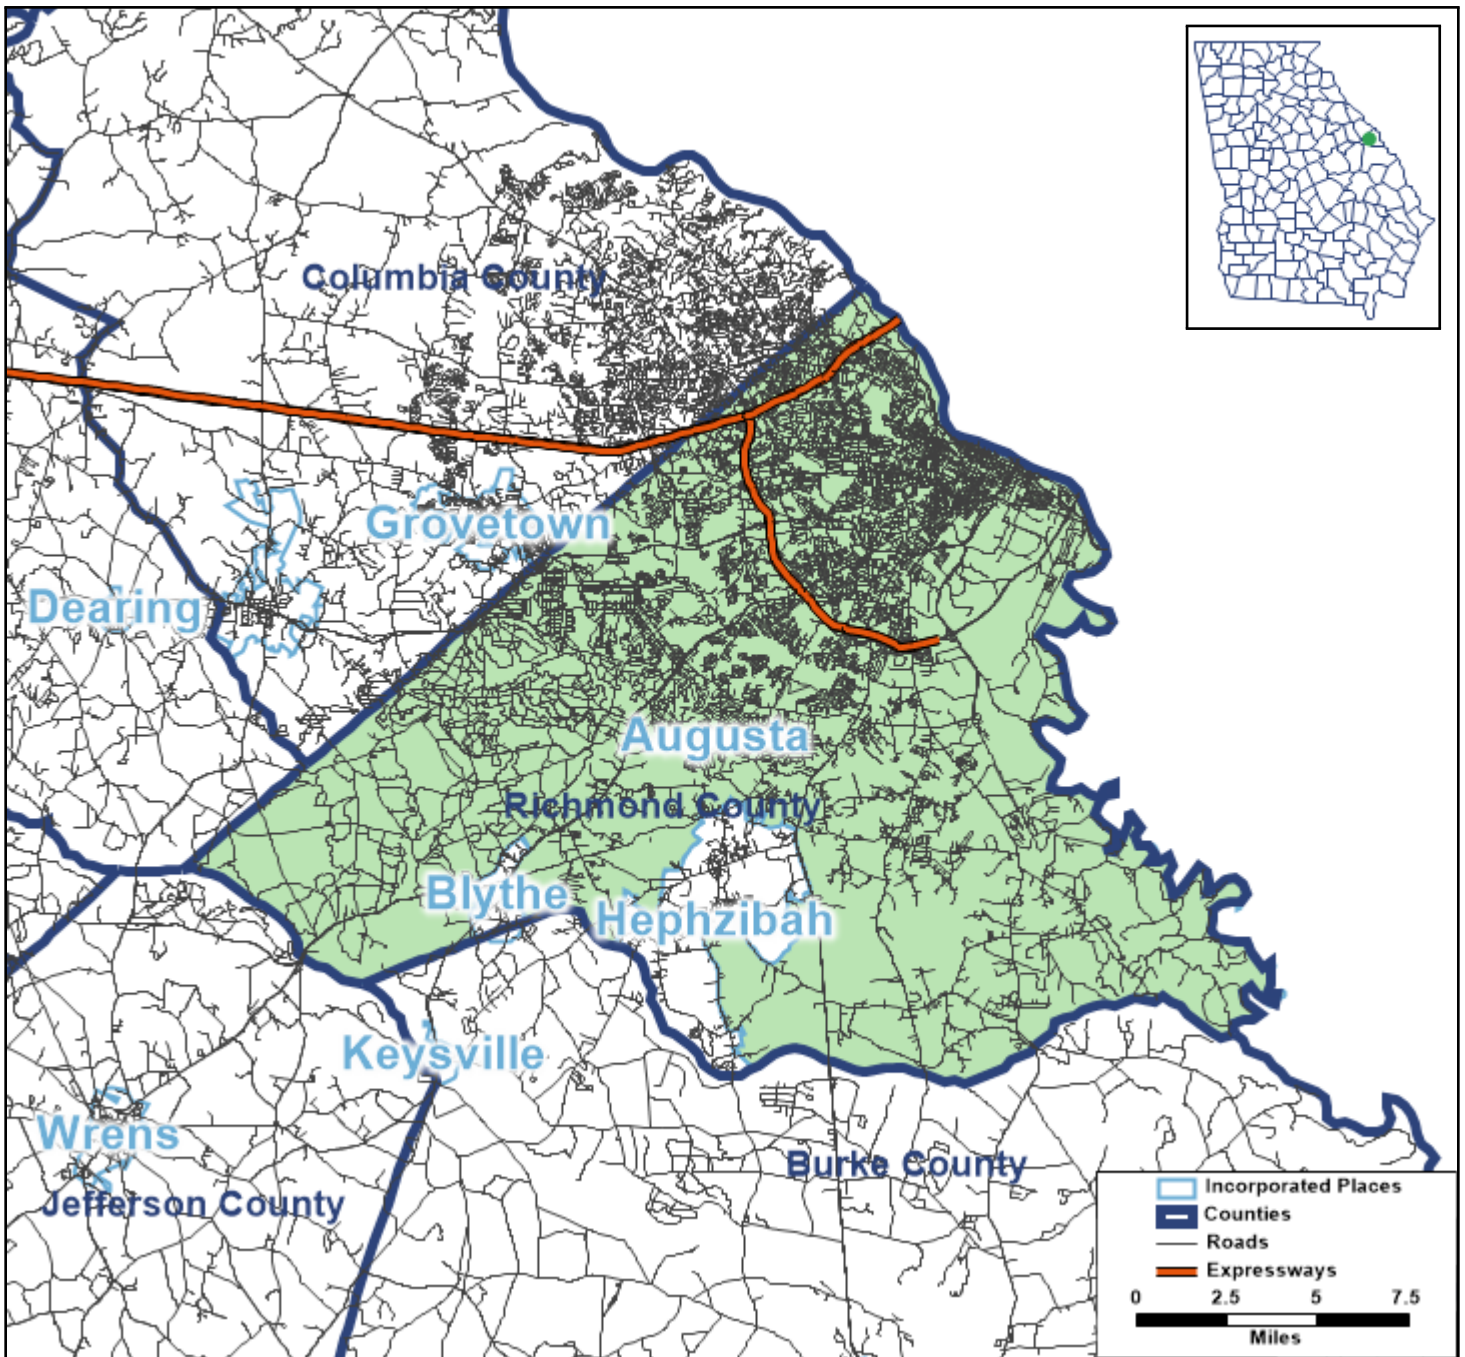 Columbia County
Grovetown
Dearing
Augusta
Richmond County
Blythe
Hephzibah
Keysville
Wrens
Burke County
Jefferson County
Incorporated Places
Counties
Roads
Expressways
0 2.5 5 7.5
Miles